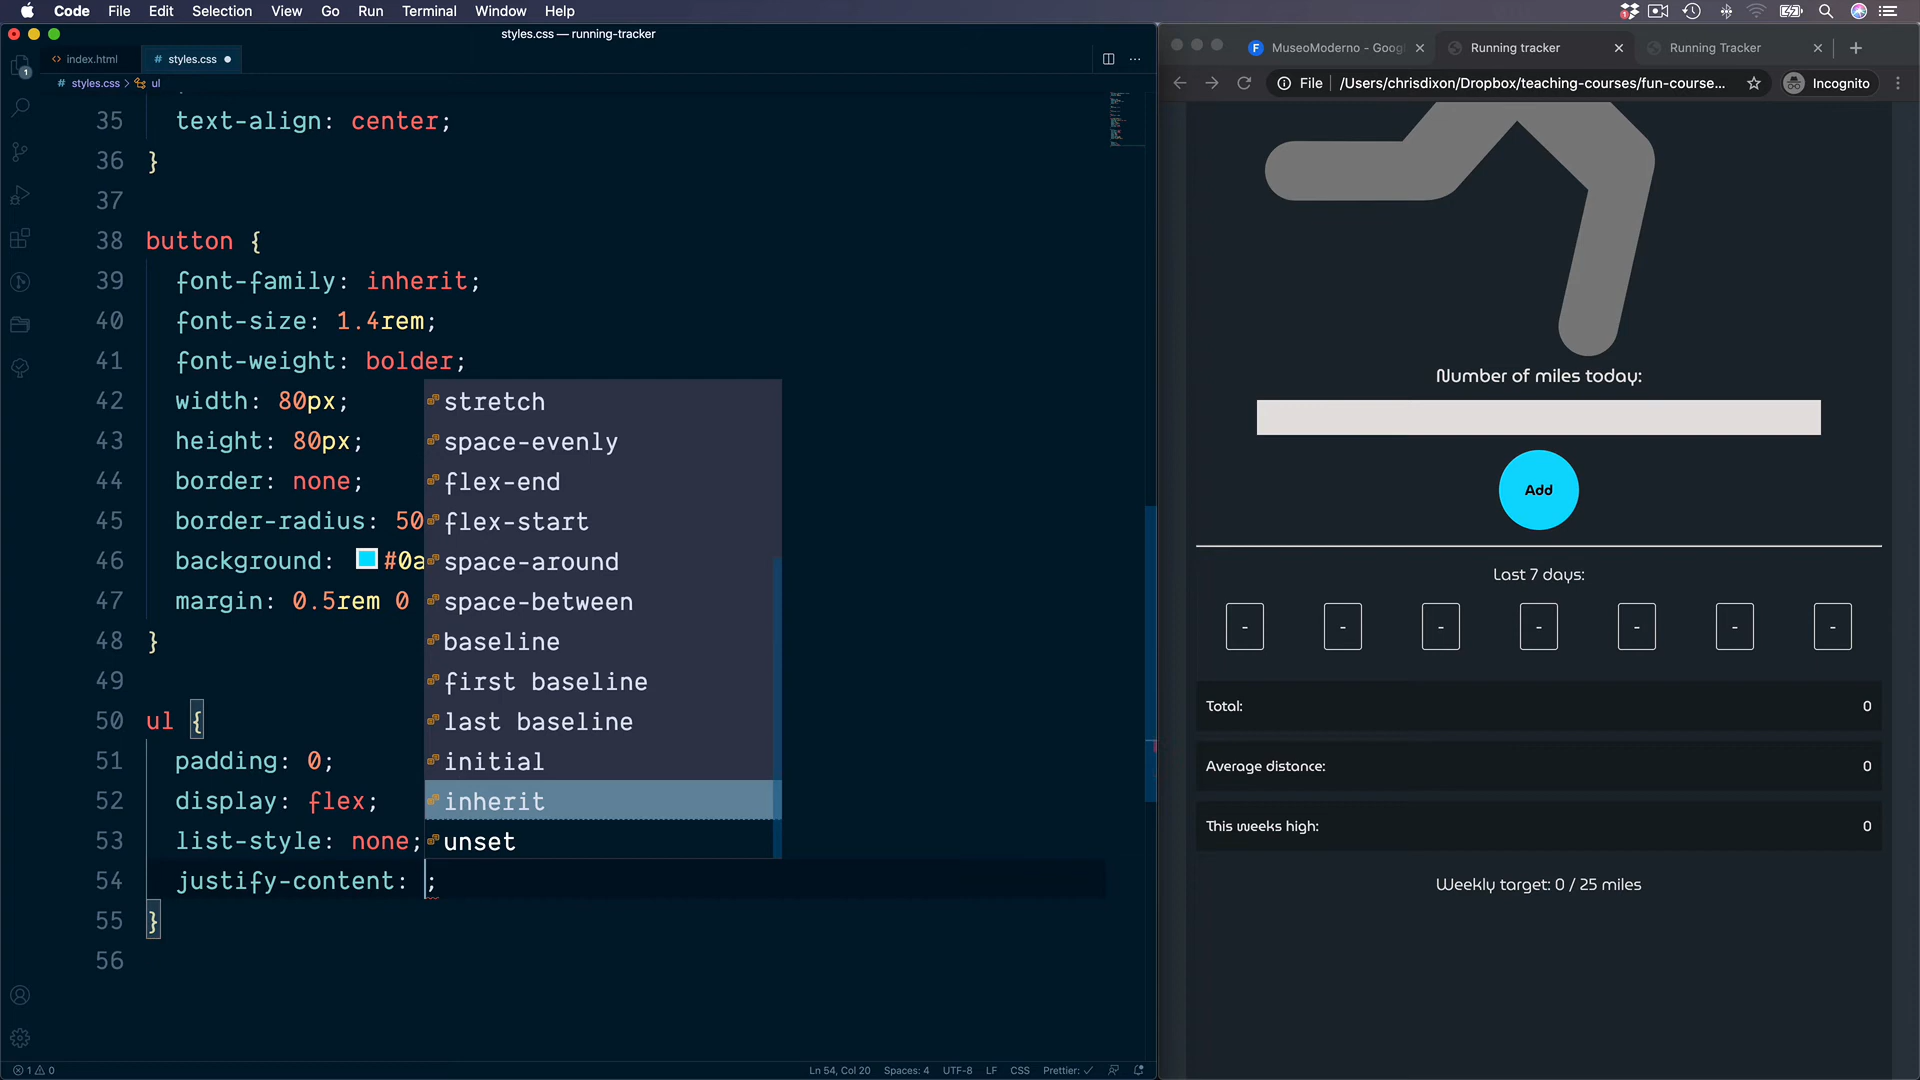 Code File Edit Selection View Go Run Terminal Window Help
styles.css — running-tracker
index.html
# styles.css
# styles.css > ul
35 text-align: center;
36 }
37
38 button {
39 font-family: inherit;
40 font-size: 1.4rem;
41 font-weight: bolder;
42 width: 80px;
43 height: 80px;
44 border: none;
45 border-radius: 50
46 background: #0a
47 margin: 0.5rem 0
48 }
49
50 ul {
51 padding: 0;
52 display: flex;
53 list-style: none;
54 justify-content: ;
55 }
56
stretch
space-evenly
flex-end
flex-start
space-around
space-between
baseline
first baseline
last baseline
initial
inherit
unset
1
1 0 Ln 54, Col 20 Spaces: 4 UTF-8 LF CSS Prettier: ✓
MuseoModerno - Googl Running tracker Running Tracker
File /Users/chrisdixon/Dropbox/teaching-courses/fun-course... Incognito
Number of miles today:
Add
Last 7 days:
- - - - - - -
Total: 0
Average distance: 0
This weeks high: 0
Weekly target: 0 / 25 miles